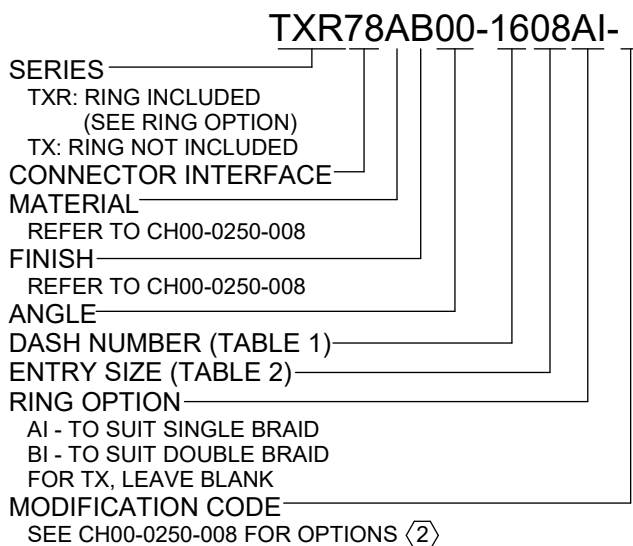 TXR78AB00-1608AI-
SERIES
TXR: RING INCLUDED
(SEE RING OPTION)
TX: RING NOT INCLUDED
CONNECTOR INTERFACE
MATERIAL
REFER TO CH00-0250-008
FINISH
REFER TO CH00-0250-008
ANGLE
DASH NUMBER (TABLE 1)
ENTRY SIZE (TABLE 2)
RING OPTION
AI - TO SUIT SINGLE BRAID
BI - TO SUIT DOUBLE BRAID
FOR TX, LEAVE BLANK
MODIFICATION CODE
SEE CH00-0250-008 FOR OPTIONS 2